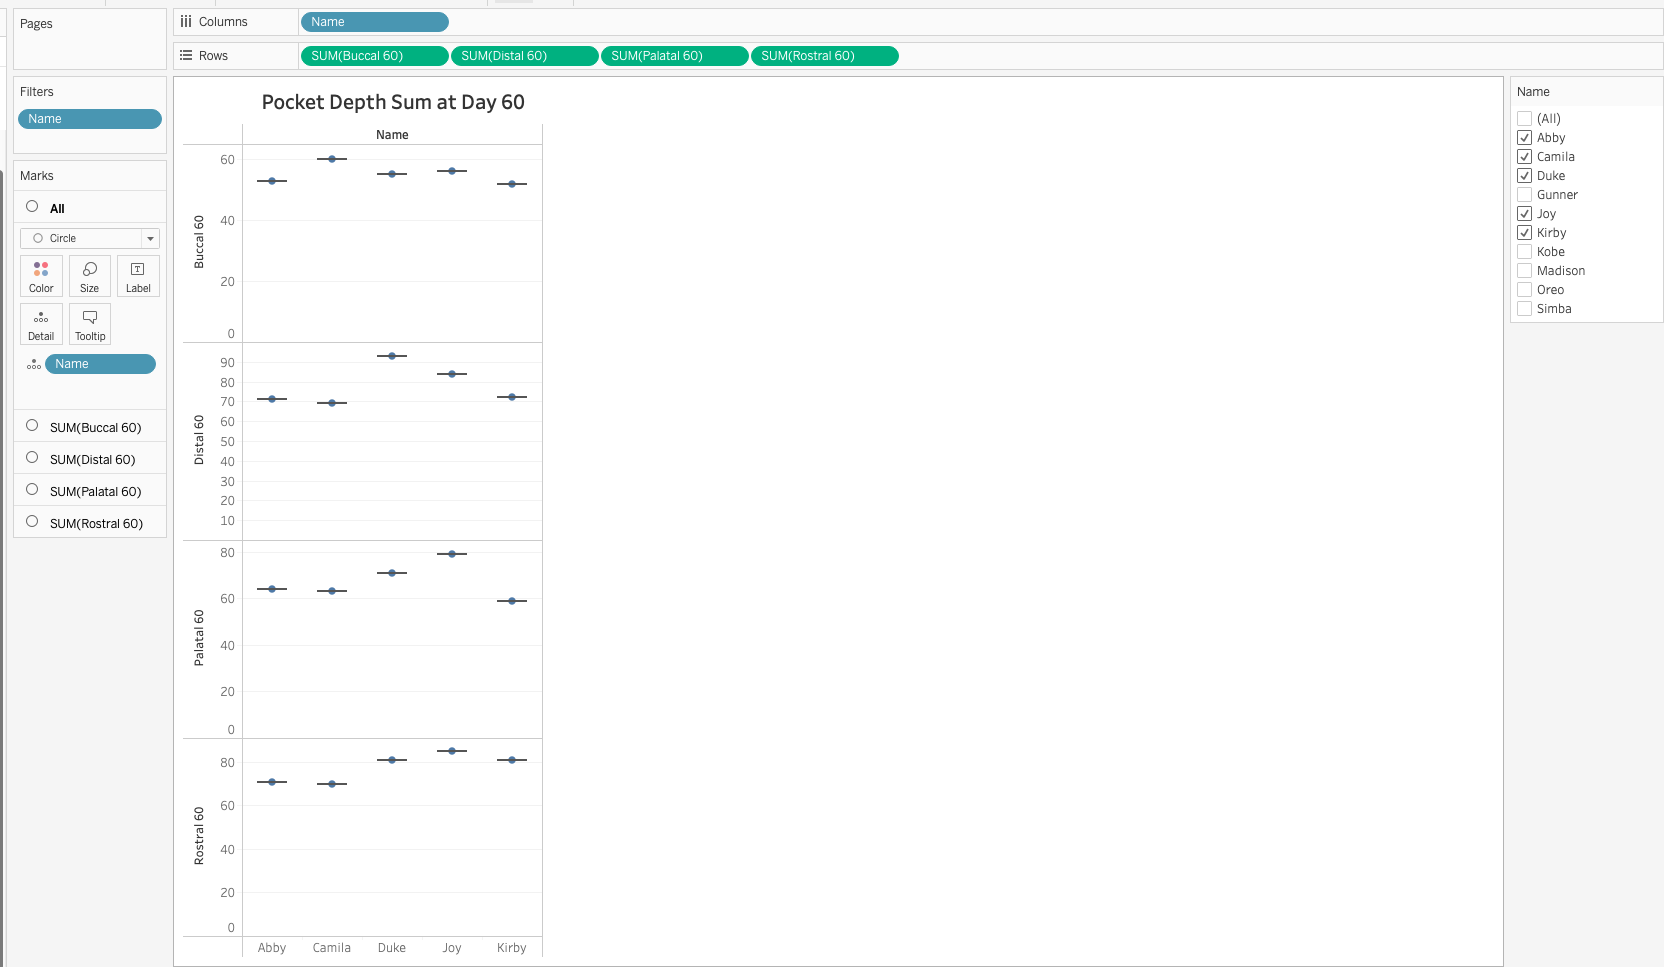 Pages
Columns
Name
Rows
SUM(Buccal 60)
SUM(Distal 60)
SUM(Palatal 60)
SUM(Rostral 60)
Filters
Name
Marks
All
Circle
Color
Size
Label
Detail
Tooltip
Name
SUM(Buccal 60)
SUM(Distal 60)
SUM(Palatal 60)
SUM(Rostral 60)
Pocket Depth Sum at Day 60
Name
Buccal 60
60
40
20
0
Distal 60
90
80
70
60
50
40
30
20
10
Palatal 60
80
60
40
20
0
Rostral 60
80
60
40
20
0
Abby
Camila
Duke
Joy
Kirby
Name
(All)
Abby
Camila
Duke
Gunner
Joy
Kirby
Kobe
Madison
Oreo
Simba